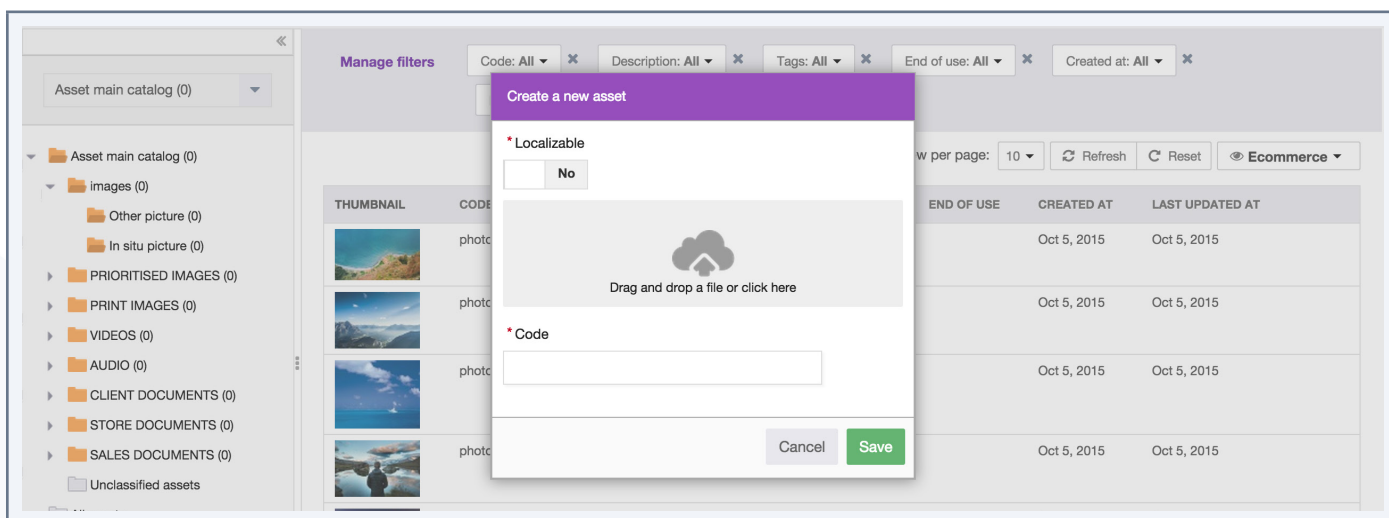 Manage filters
Code: All
Description: All
Tags: All
End of use: All
Created at: All
Asset main catalog (0)
Create a new asset
* Localizable
No
Drag and drop a file or click here
* Code
Cancel
Save
Asset main catalog (0)
images (0)
Other picture (0)
In situ picture (0)
PRIORITISED IMAGES (0)
PRINT IMAGES (0)
VIDEOS (0)
AUDIO (0)
CLIENT DOCUMENTS (0)
STORE DOCUMENTS (0)
SALES DOCUMENTS (0)
Unclassified assets
per page: 10 Refresh Reset Ecommerce
THUMBNAIL CODE END OF USE CREATED AT LAST UPDATED AT
Oct 5, 2015 Oct 5, 2015
Oct 5, 2015 Oct 5, 2015
Oct 5, 2015 Oct 5, 2015
Oct 5, 2015 Oct 5, 2015